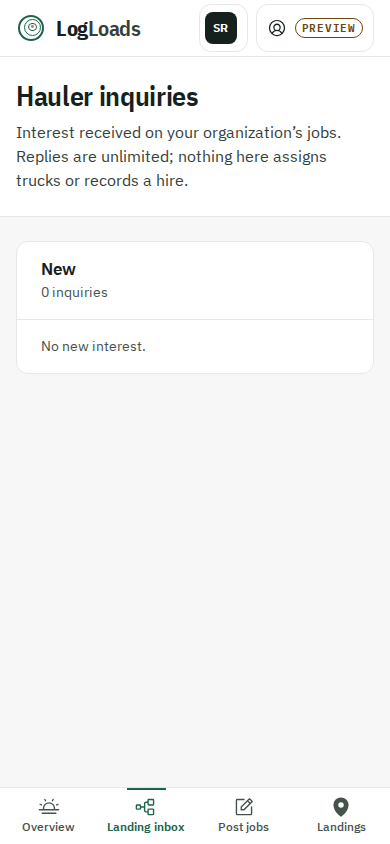 LogLoads
SR
PREVIEW
Hauler inquiries
Interest received on your organization’s jobs.
Replies are unlimited; nothing here assigns
trucks or records a hire.
New
0 inquiries
No new interest.
Overview
Landing inbox
Post jobs
Landings